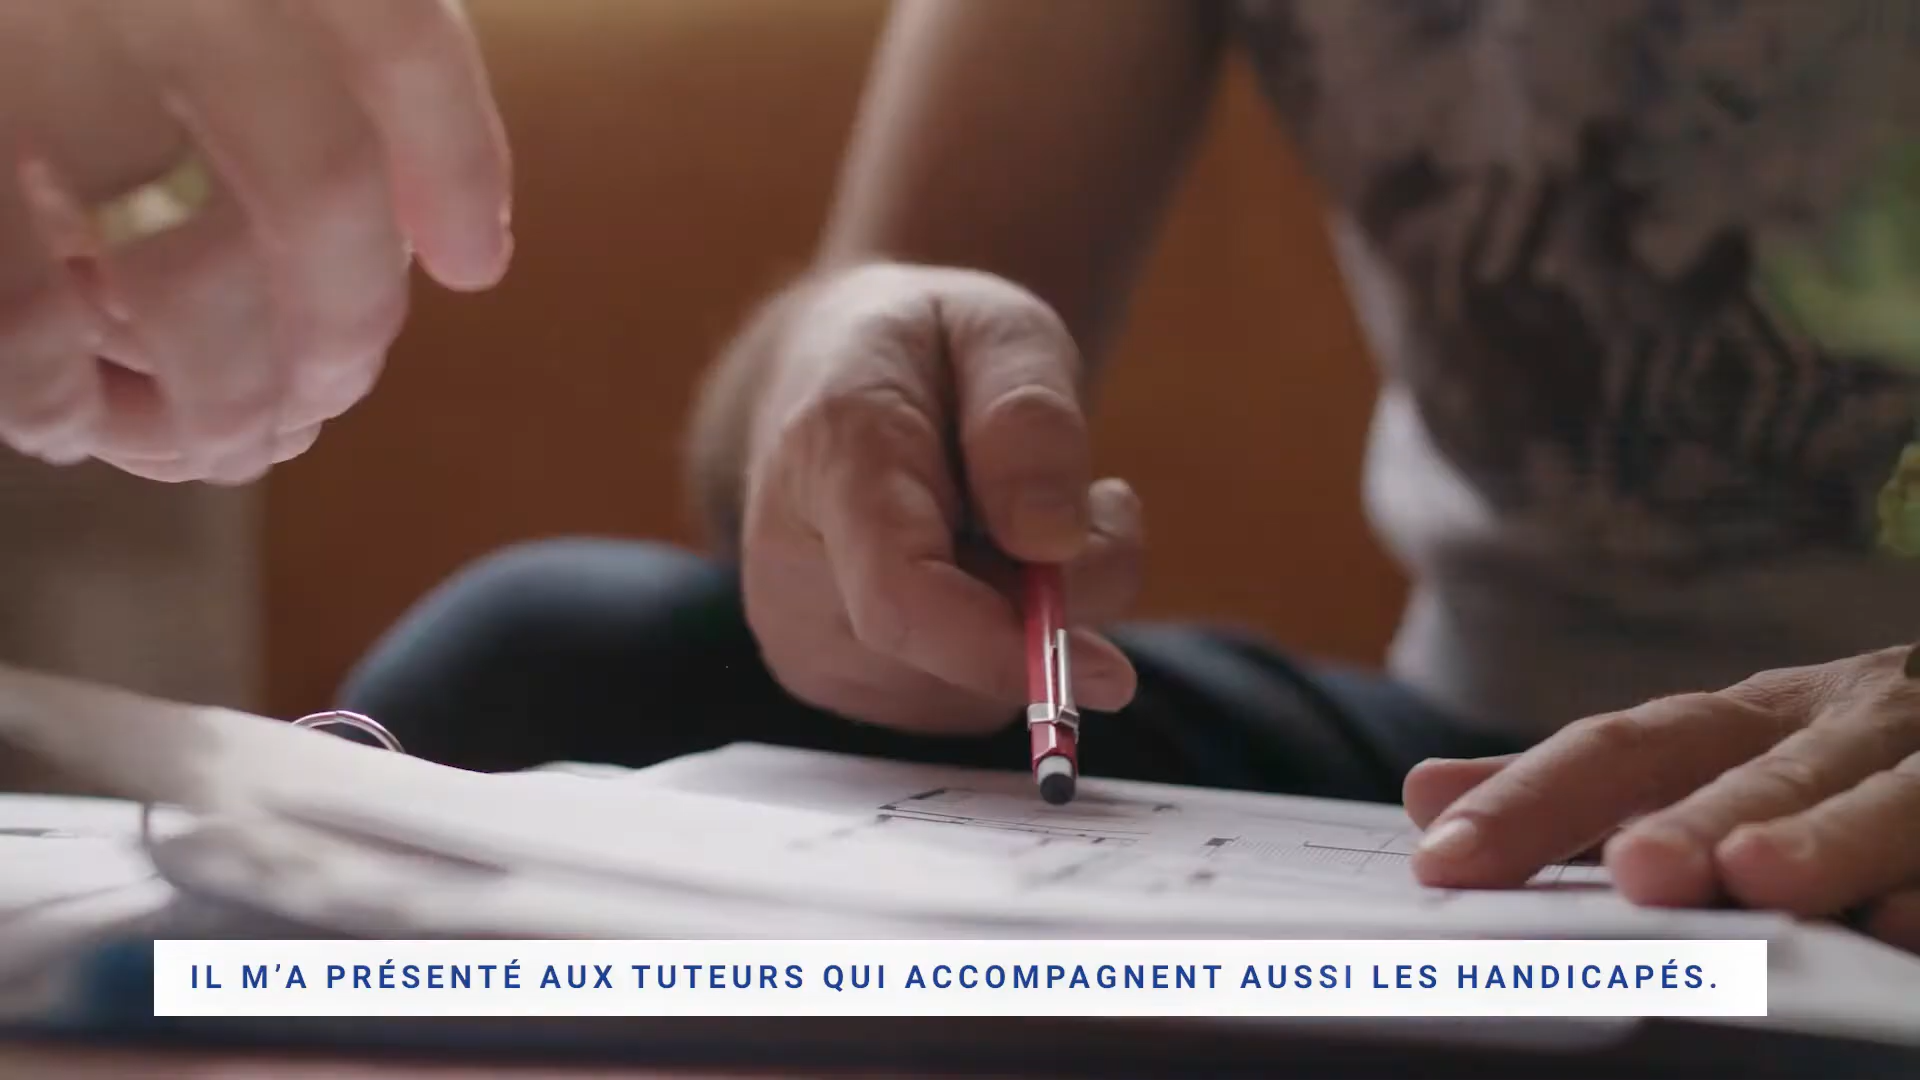 IL M’A PRÉSENTÉ AUX TUTEURS QUI ACCOMPAGNENT AUSSI LES HANDICAPÉS.